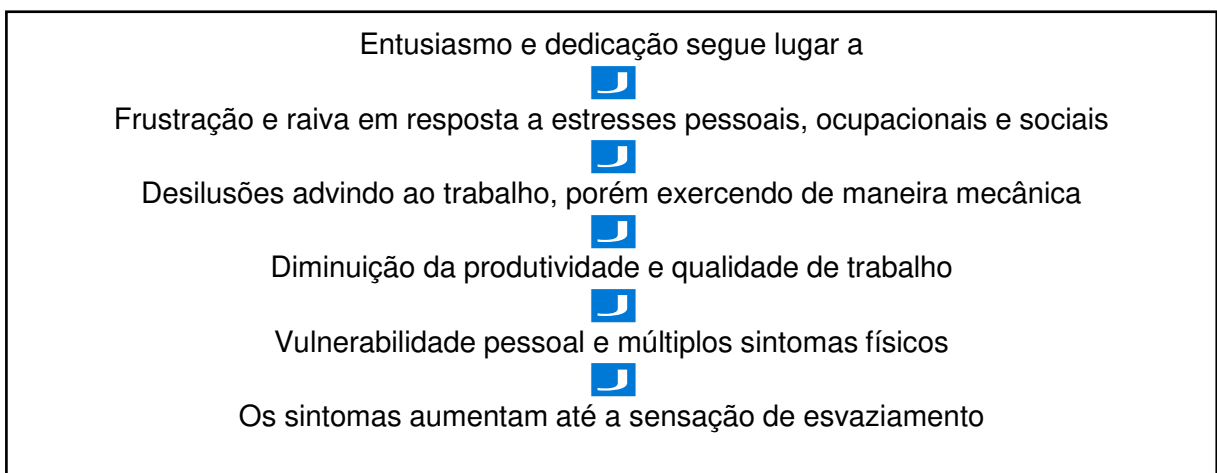 Entusiasmo e dedicação segue lugar a
Frustração e raiva em resposta a estresses pessoais, ocupacionais e sociais
Desilusões advindo ao trabalho, porém exercendo de maneira mecânica
Diminuição da produtividade e qualidade de trabalho
Vulnerabilidade pessoal e múltiplos sintomas físicos
Os sintomas aumentam até a sensação de esvaziamento